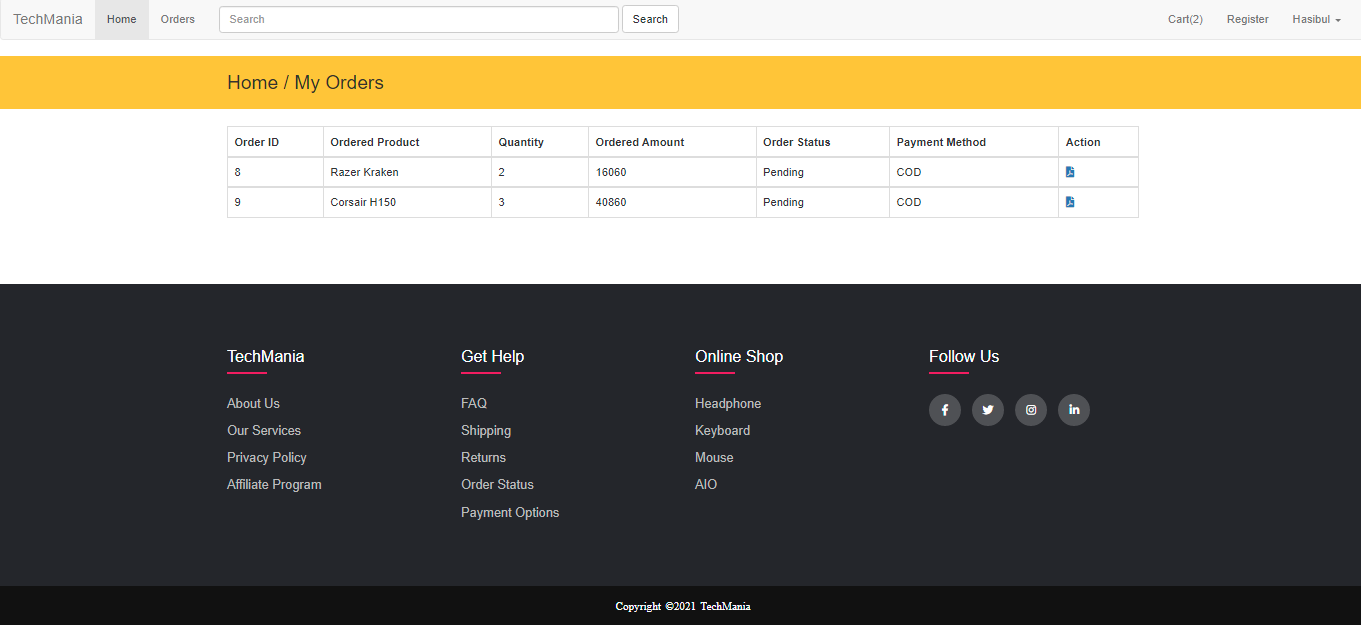 TechMania Home Orders Search Search Cart(2) Register Hasibul
Home / My Orders
Order ID Ordered Product Quantity Ordered Amount Order Status Payment Method Action
8 Razer Kraken 2 16060 Pending COD
9 Corsair H150 3 40860 Pending COD
TechMania Get Help Online Shop Follow Us
About Us FAQ Headphone
Our Services Shipping Keyboard
Privacy Policy Returns Mouse
Affiliate Program Order Status AIO
Payment Options
Copyright ©2021 TechMania